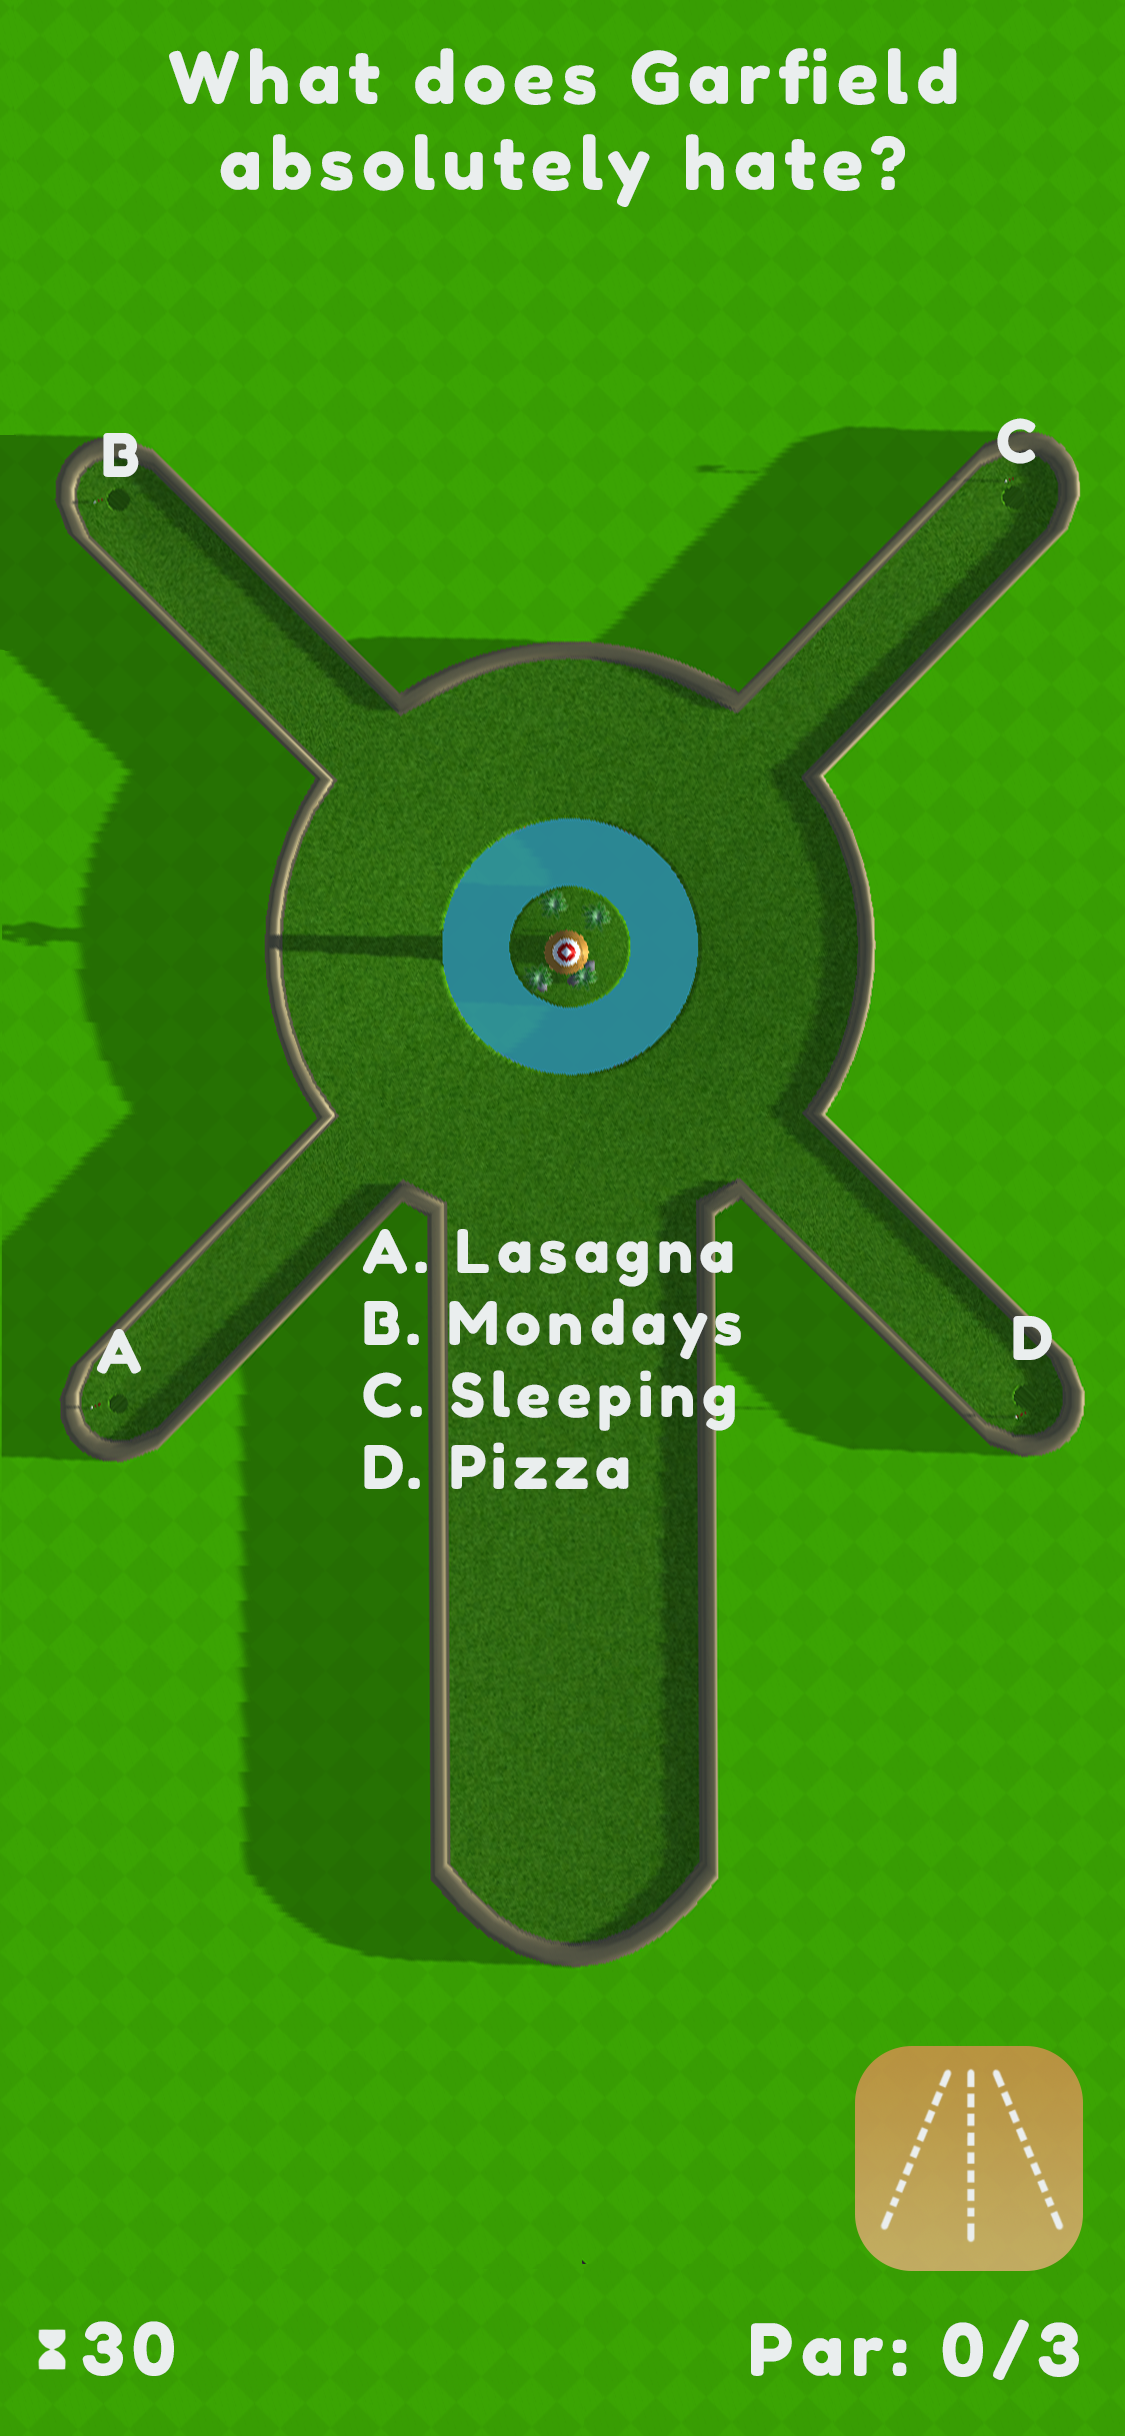 What does Garfield
absolutely hate?
B
C
A. Lasagna
B. Mondays
C. Sleeping
D. Pizza
A
D
30
Par: 0/3